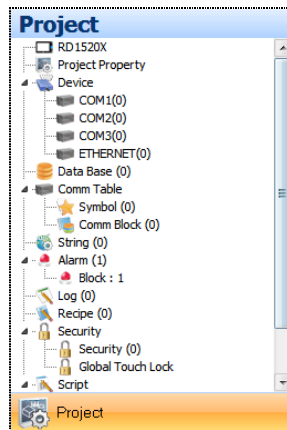 Project
RD1520X
Project Property
Device
COM1(0)
COM2(0)
COM3(0)
ETHERNET(0)
Data Base (0)
Comm Table
Symbol (0)
Comm Block (0)
String (0)
Alarm (1)
Block : 1
Log (0)
Recipe (0)
Security
Security (0)
Global Touch Lock
Script
Project